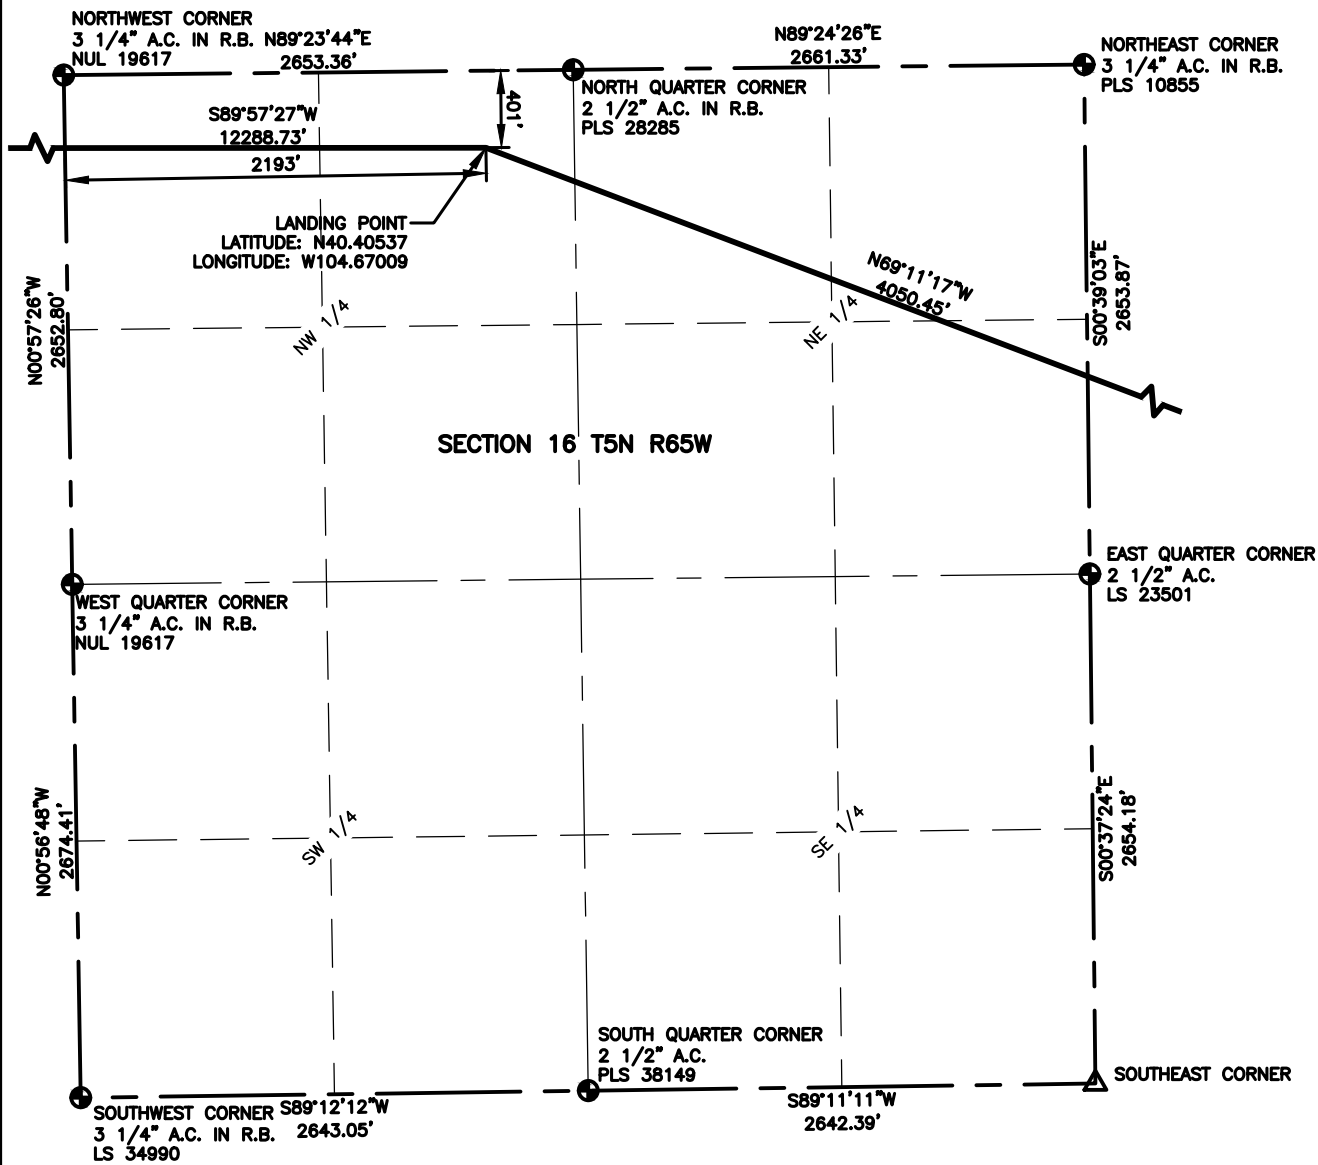 NORTHWEST CORNER
3 1/4" A.C. IN R.B.
NUL 19617
N89°23'44"E
2653.36'
N89°24'26"E
2661.33'
NORTHEAST CORNER
3 1/4" A.C. IN R.B.
PLS 10855
NORTH QUARTER CORNER
2 1/2" A.C. IN R.B.
PLS 28285
401'
S89°57'27"W
12288.73'
2193'
LANDING POINT
LATITUDE: N40.40537
LONGITUDE: W104.67009
N69°11'17"W
4050.45'
N00°57'26"W
2652.80'
S00°39'03"E
2653.87'
NW 1/4
NE 1/4
SECTION 16 T5N R65W
EAST QUARTER CORNER
2 1/2" A.C.
LS 23501
WEST QUARTER CORNER
3 1/4" A.C. IN R.B.
NUL 19617
N00°56'48"W
2674.41'
S00°37'24"E
2654.18'
SW 1/4
SE 1/4
SOUTH QUARTER CORNER
2 1/2" A.C.
PLS 38149
SOUTHEAST CORNER
SOUTHWEST CORNER
3 1/4" A.C. IN R.B.
LS 34990
S89°12'12"W
2643.05'
S89°11'11"W
2642.39'